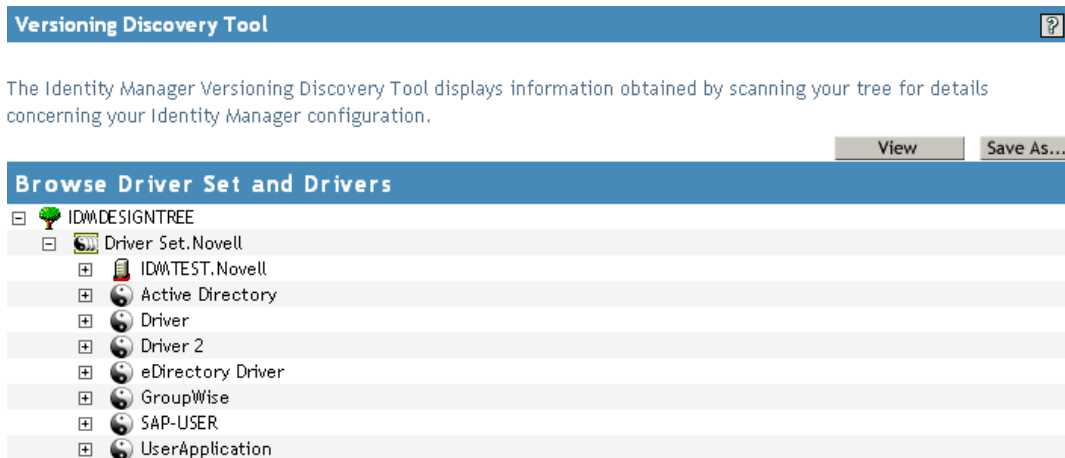 Versioning Discovery Tool
?
The Identity Manager Versioning Discovery Tool displays information obtained by scanning your tree for details
concerning your Identity Manager configuration.
View Save As...
Browse Driver Set and Drivers
IDMDESIGNTREE
Driver Set.Novell
IDMTEST.Novell
Active Directory
Driver
Driver 2
eDirectory Driver
GroupWise
SAP-USER
UserApplication